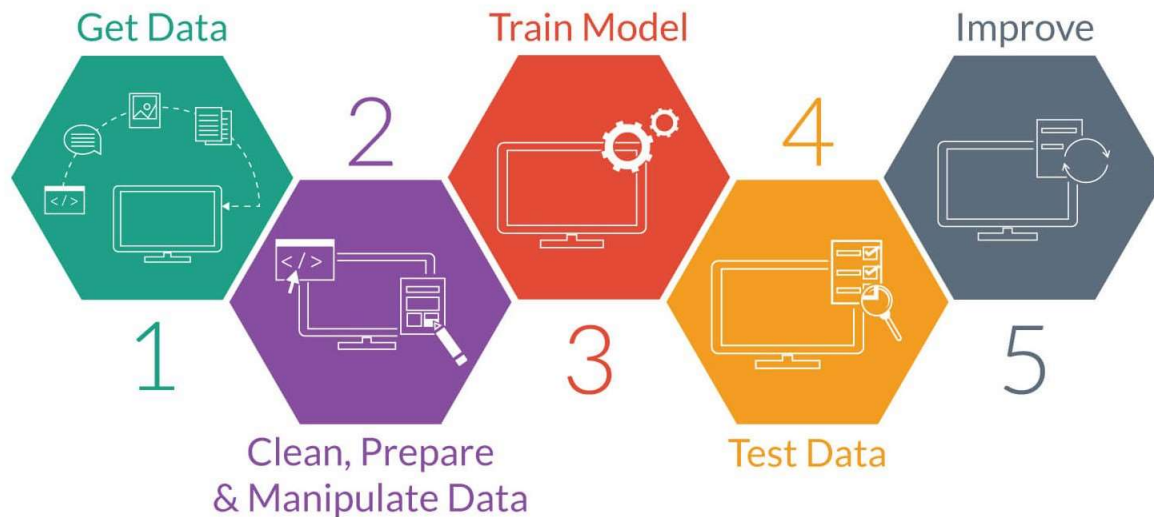 Get Data
1
2
Clean, Prepare
& Manipulate Data
Train Model
3
4
Test Data
Improve
5
</>
</>